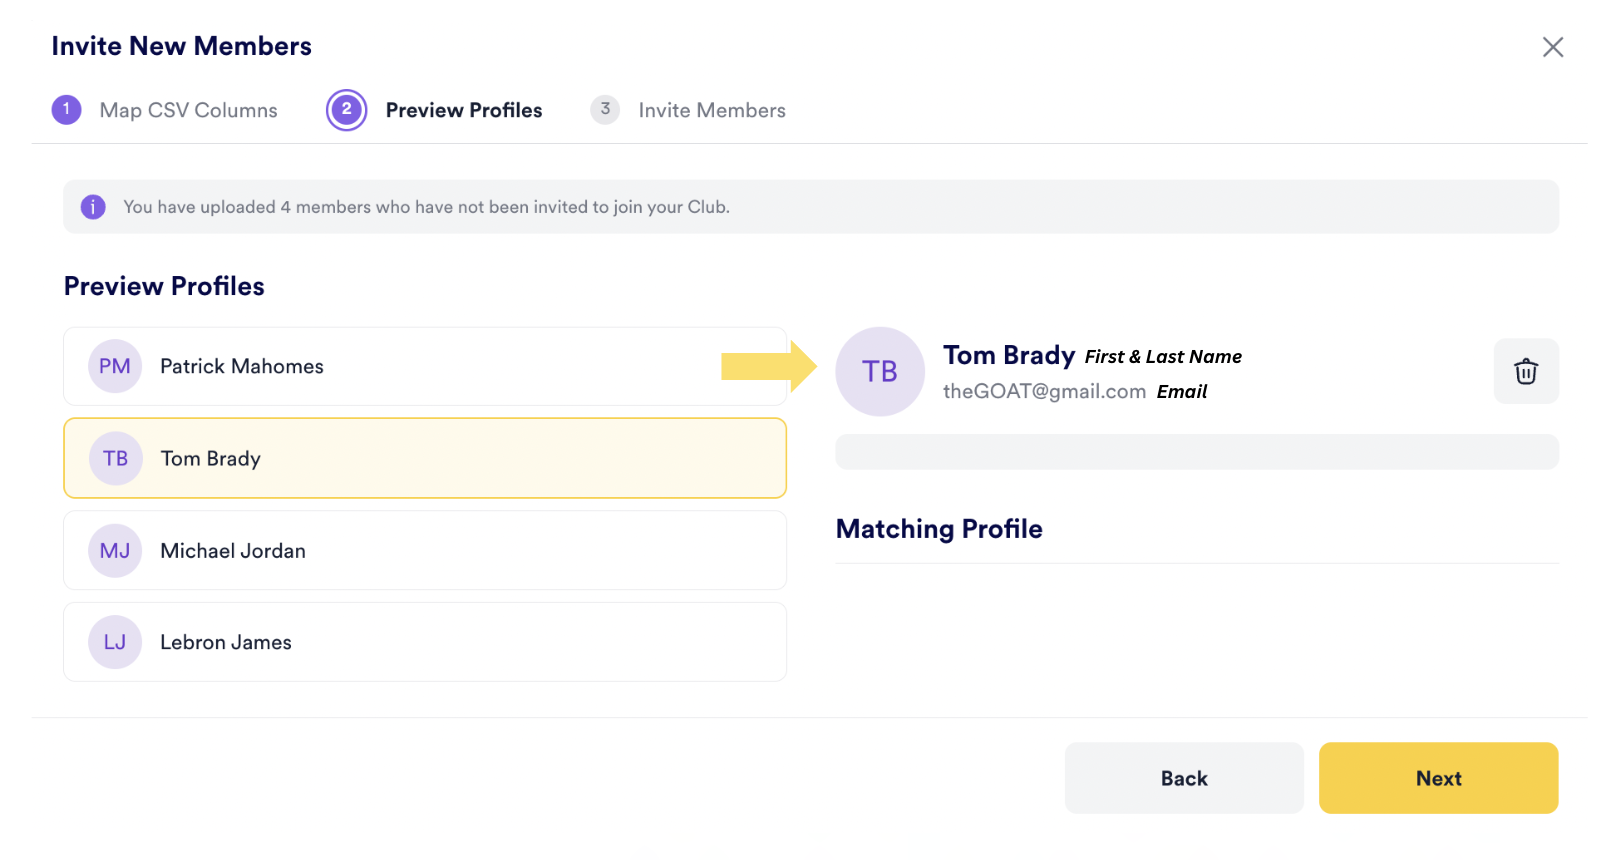 Invite New Members
1 Map CSV Columns 2 Preview Profiles 3 Invite Members
i You have uploaded 4 members who have not been invited to join your Club.
Preview Profiles
PM Patrick Mahomes
TB Tom Brady
MJ Michael Jordan
LJ Lebron James
TB
Tom Brady First & Last Name
theGOAT@gmail.com Email
Matching Profile
Back Next